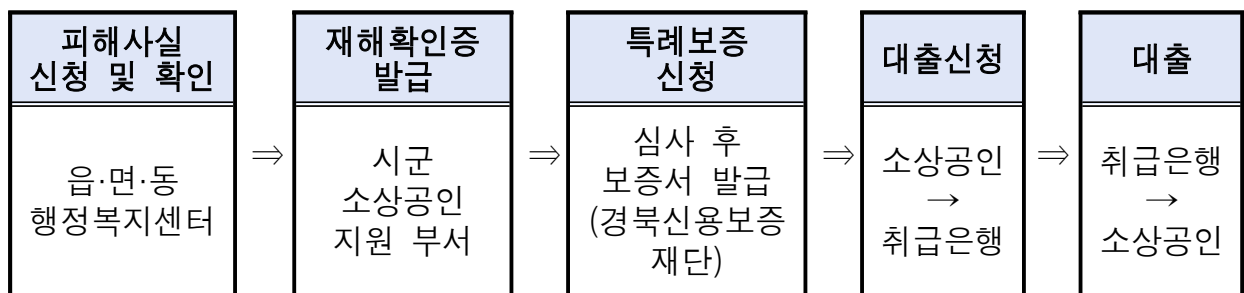 피해사실
신청 및 확인
읍·면·동
행정복지센터
⇒
재해확인증
발급
시군
소상공인
지원 부서
⇒
특례보증
신청
심사 후
보증서 발급
(경북신용보증
재단)
⇒
대출신청
소상공인
→
취급은행
⇒
대출
취급은행
→
소상공인